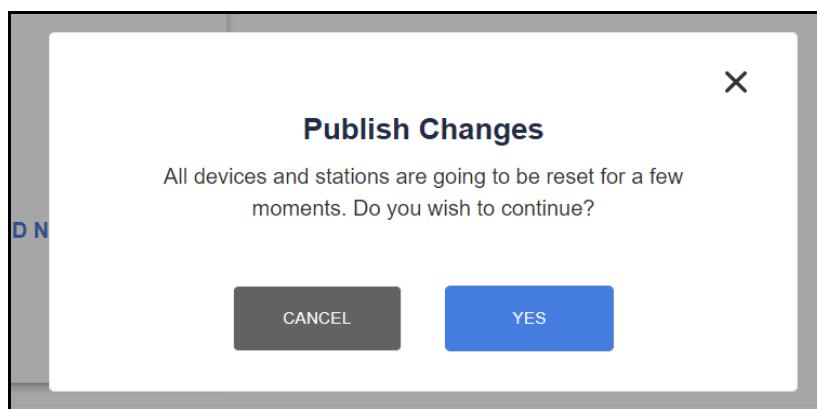 Publish Changes
All devices and stations are going to be reset for a few
moments. Do you wish to continue?
D N
CANCEL
YES